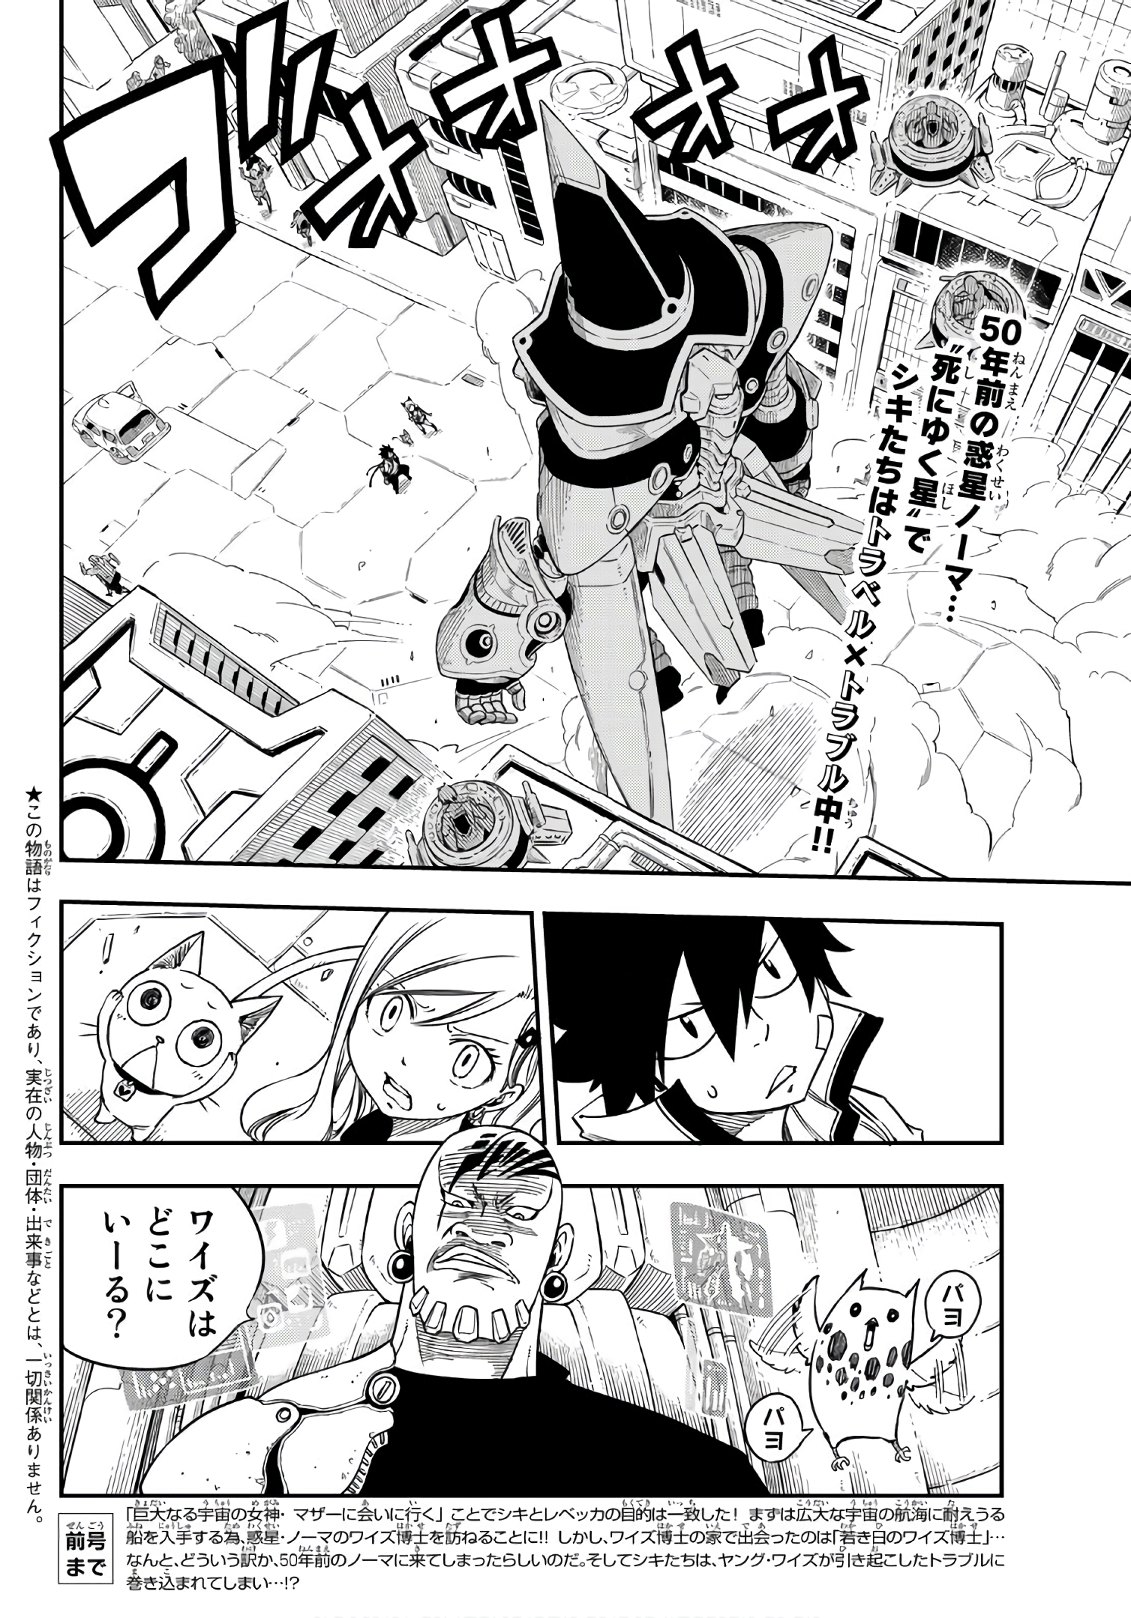 ゴゴゴゴゴ
50年前の惑星ノーマ…
“死にゆく星”で
シキたちはトラベル×トラブル中!!
ワイズは
どこに
いーる?
パヨ
パヨ
★この物語はフィクションであり、実在の人物・団体・出来事などとは、一切関係ありません。
前号
まで
「巨大なる宇宙の女神・マザーに会いに行く」ことでシキとレベッカの目的は一致した! まずは広大な宇宙の航海に耐えうる
船を入手する為、惑星・ノーマのワイズ博士を訪ねることに!! しかし、ワイズ博士の家で出会ったのは「若き日のワイズ博士」…
なんと、どういう訳か、50年前のノーマに来てしまったらしいのだ。そしてシキたちは、ヤング・ワイズが引き起こしたトラブルに
巻き込まれてしまい…!?